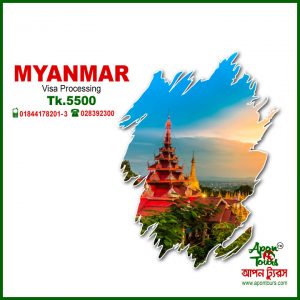 MYANMAR
Visa Processing
Tk.5500
01844178201-3 028392300
Apon
Tours
আপন ট্যুরস
www.apontours.com